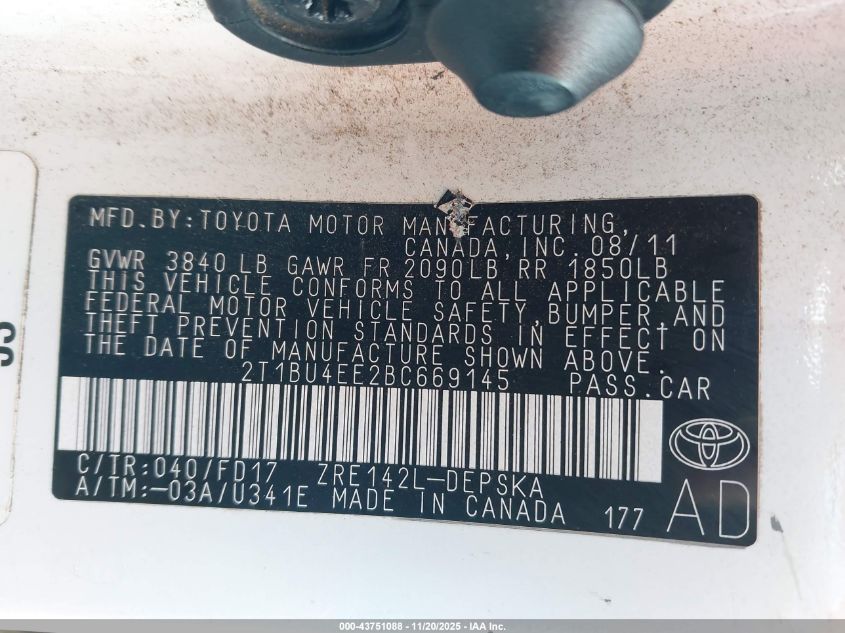 MFD.BY:TOYOTA MOTOR MANUFACTURING,
CANADA,INC. 08/11
GVWR 3840 LB GAWR FR 2090LB RR 1850LB
THIS VEHICLE CONFORMS TO ALL APPLICABLE
FEDERAL MOTOR VEHICLE SAFETY,BUMPER AND
THEFT PREVENTION STANDARDS IN EFFECT ON
THE DATE OF MANUFACTURE SHOWN ABOVE.
2T1BU4EE2BC669145 PASS.CAR
C/TR:040/FD17 ZRE142L-DEPSKA
A/TM:-03A/U341E MADE IN CANADA 177 AD
000-43751088 - 11/20/2025 - IAA Inc.